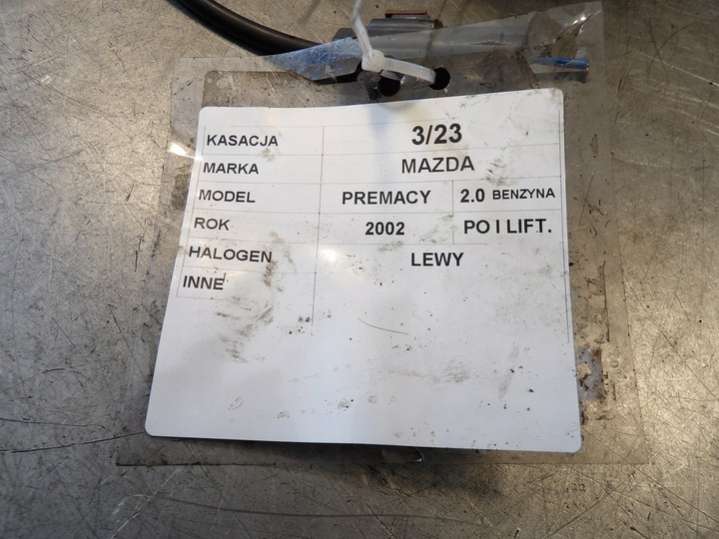 KASACJA 3/23
MARKA MAZDA
MODEL PREMACY 2.0 BENZYNA
ROK 2002 PO I LIFT.
HALOGEN LEWY
INNE